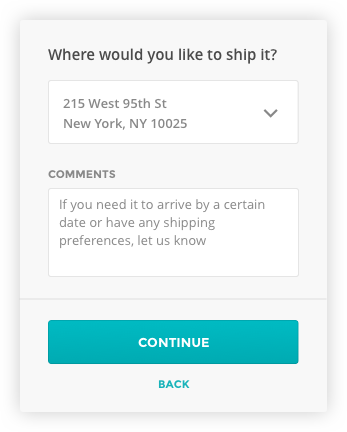 Where would you like to ship it?
215 West 95th St
New York, NY 10025
COMMENTS
If you need it to arrive by a certain
date or have any shipping
preferences, let us know
CONTINUE
BACK